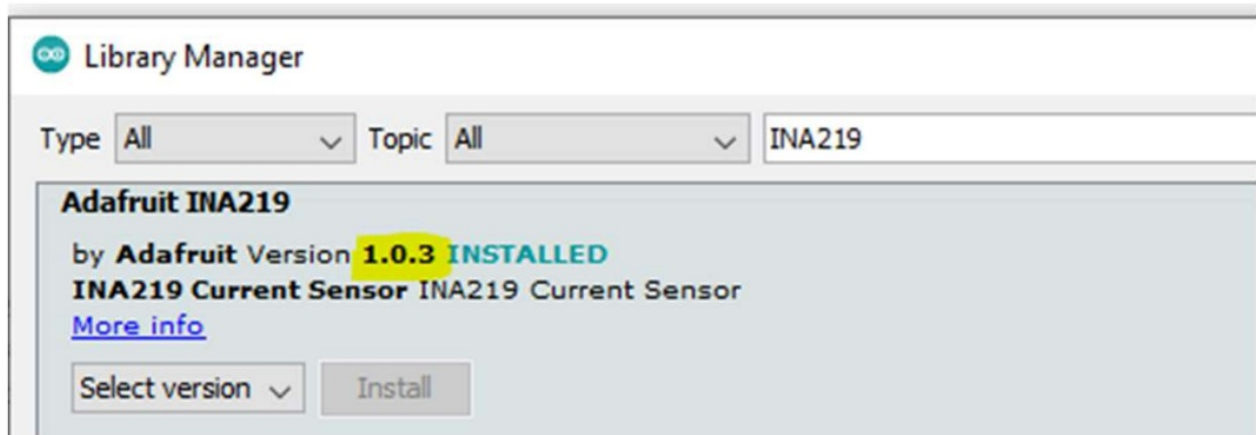 Library Manager
Type All Topic All INA219
Adafruit INA219
by Adafruit Version 1.0.3 INSTALLED
INA219 Current Sensor INA219 Current Sensor
More info
Select version Install